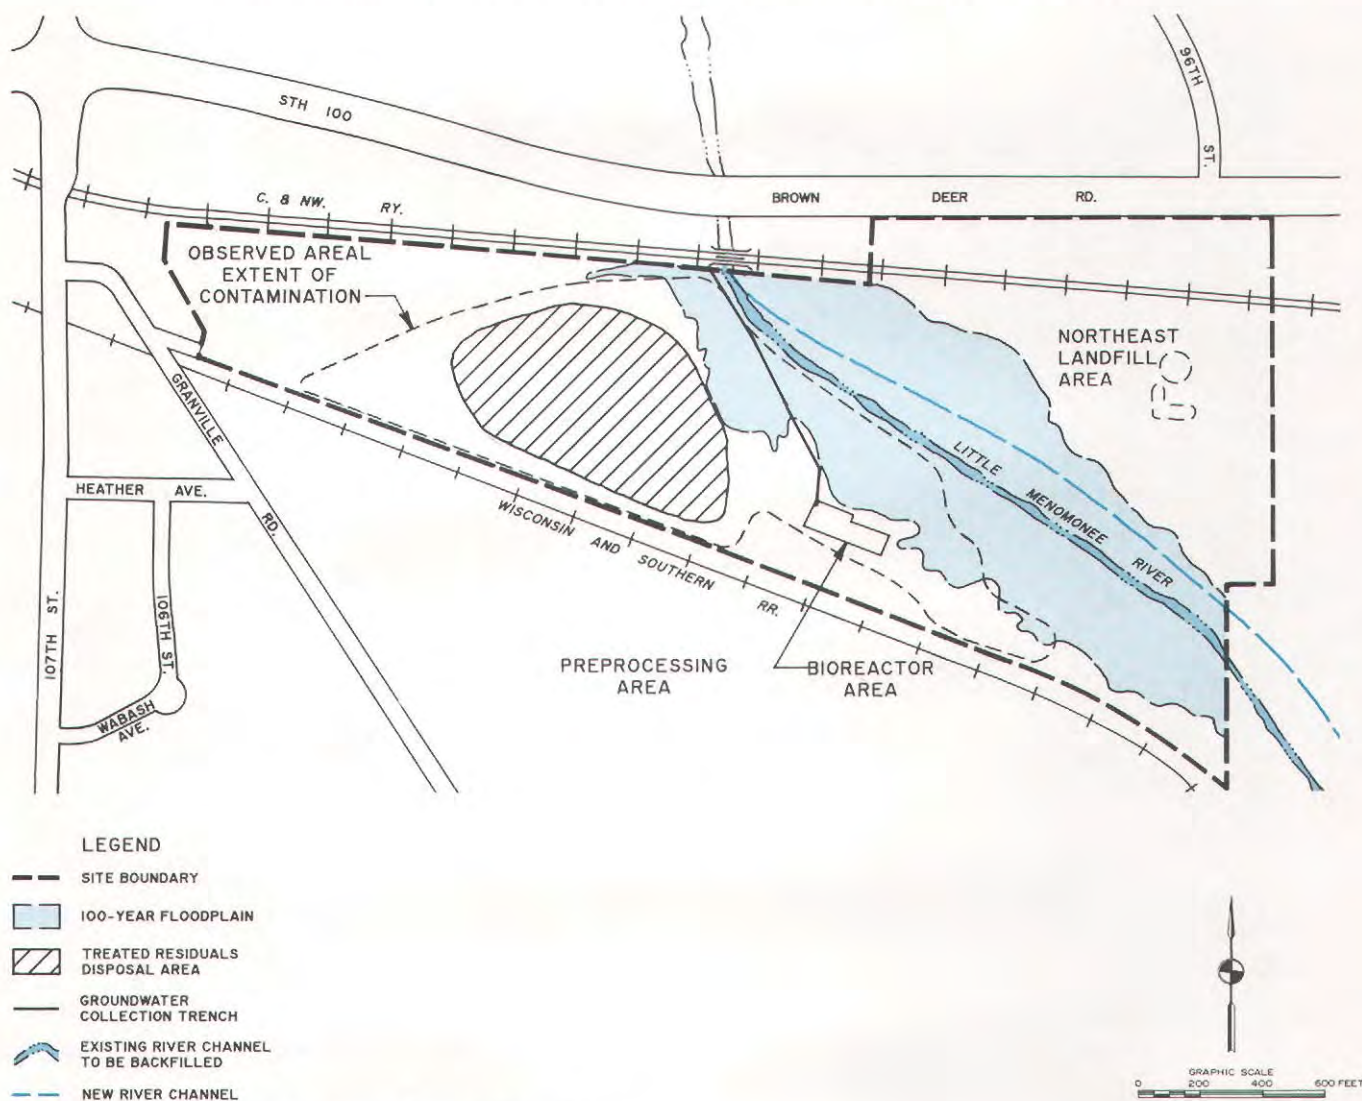 STH 100
96TH ST.
C. & NW. RY.
BROWN DEER RD.
OBSERVED AREAL
EXTENT OF
CONTAMINATION
NORTHEAST
LANDFILL
AREA
GRANVILLE RD.
LITTLE MENOMONEE RIVER
HEATHER AVE.
WISCONSIN AND SOUTHERN RR.
107TH ST.
106TH ST.
WABASH
AVE.
PREPROCESSING
AREA
BIOREACTOR
AREA
LEGEND
SITE BOUNDARY
100-YEAR FLOODPLAIN
TREATED RESIDUALS
DISPOSAL AREA
GROUNDWATER
COLLECTION TRENCH
EXISTING RIVER CHANNEL
TO BE BACKFILLED
NEW RIVER CHANNEL
GRAPHIC SCALE
0 200 400 600 FEET